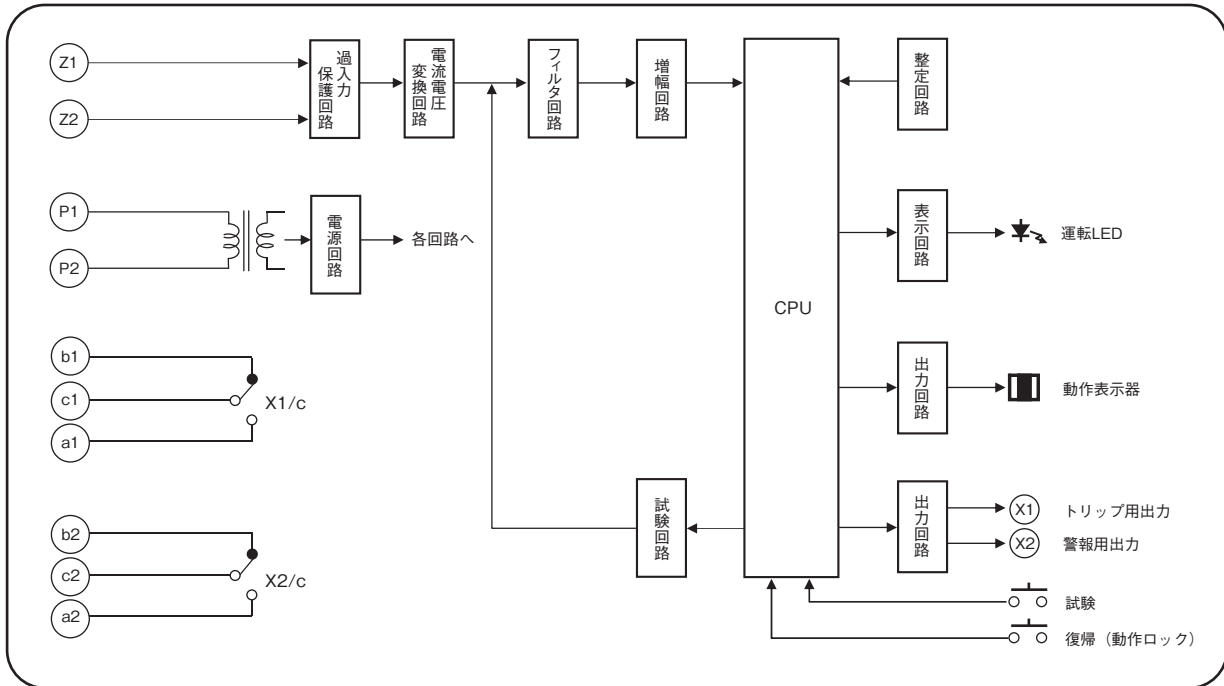 Z1
Z2
過入力
保護回路
電流電圧
変換回路
フィルタ回路
増幅回路
整定回路
P1
P2
電源回路
各回路へ
CPU
表示回路
運転LED
b1
c1
a1
X1/c
出力回路
動作表示器
b2
c2
a2
X2/c
試験回路
出力回路
X1
トリップ用出力
X2
警報用出力
試験
復帰（動作ロック）